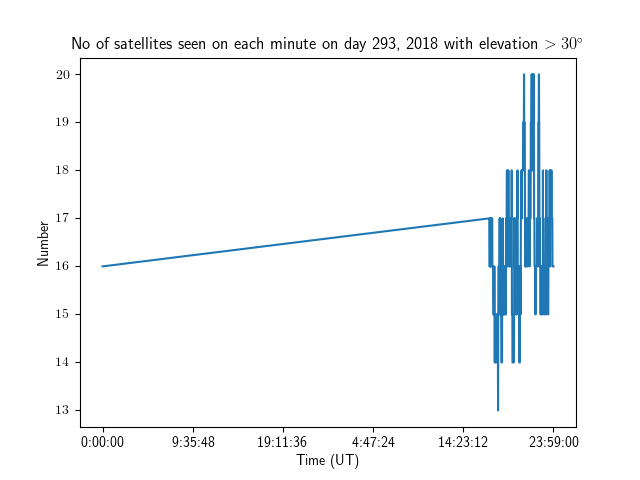 No of satellites seen on each minute on day 293, 2018 with elevation > 30°
20
19
18
17
16
15
14
13
Number
0:00:00 9:35:48 19:11:36 4:47:24 14:23:12 23:59:00
Time (UT)